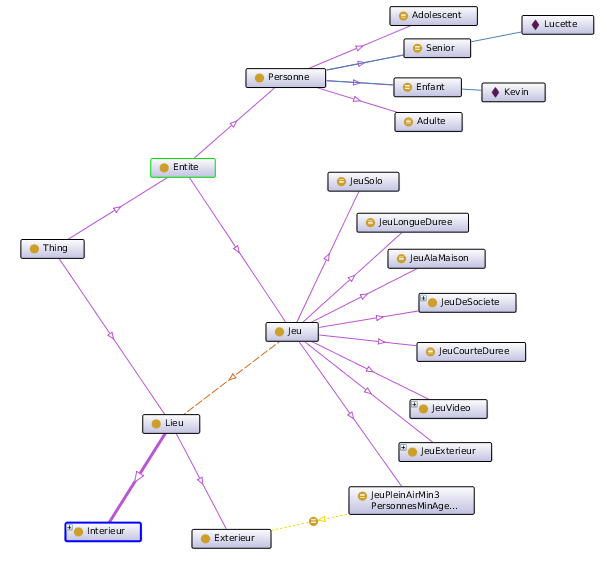 Adolescent
Lucette
Senior
Personne
Enfant
Kevin
Adulte
Entite
JeuSolo
JeuLongueDuree
Thing
JeuAlaMaison
JeuDeSociete
Jeu
JeuCourteDuree
JeuVideo
Lieu
JeuExterieur
JeuPleinAirMin3
PersonnesMinAge...
Interieur
Exterieur